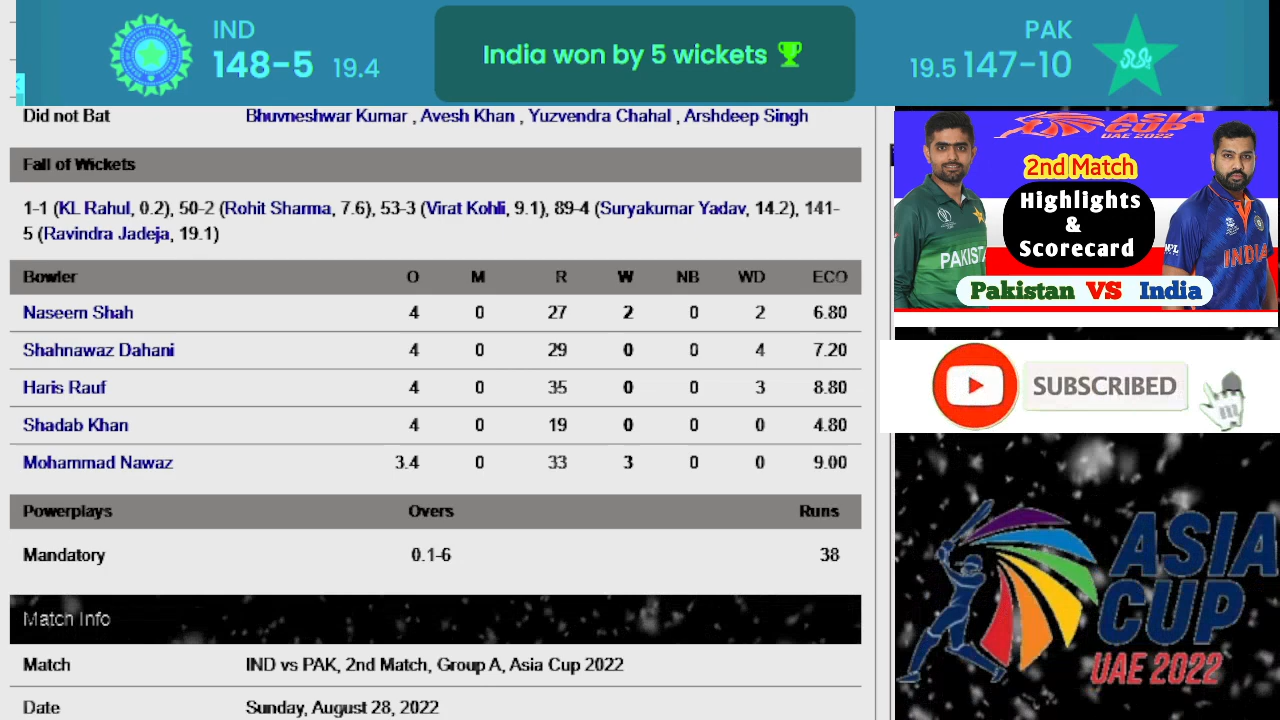 IND
148-5 19.4
India won by 5 wickets
PAK
19.5 147-10
Did not Bat Bhuvneshwar Kumar , Avesh Khan , Yuzvendra Chahal , Arshdeep Singh
Fall of Wickets
1-1 (KL Rahul, 0.2), 50-2 (Rohit Sharma, 7.6), 53-3 (Virat Kohli, 9.1), 89-4 (Suryakumar Yadav, 14.2), 141-
5 (Ravindra Jadeja, 19.1)
Bowler O M R W NB WD ECO
Naseem Shah 4 0 27 2 0 2 6.80
Shahnawaz Dahani 4 0 29 0 0 4 7.20
Haris Rauf 4 0 35 0 0 3 8.80
Shadab Khan 4 0 19 0 0 0 4.80
Mohammad Nawaz 3.4 0 33 3 0 0 9.00
Powerplays Overs Runs
Mandatory 0.1-6 38
Match Info
Match IND vs PAK, 2nd Match, Group A, Asia Cup 2022
Date Sunday, August 28, 2022
ASIA
CUP
UAE 2022
2nd Match
Highlights
&
Scorecard
PAKISTA
INDIA
Pakistan VS India
SUBSCRIBED
ASIA
CUP
UAE 2022